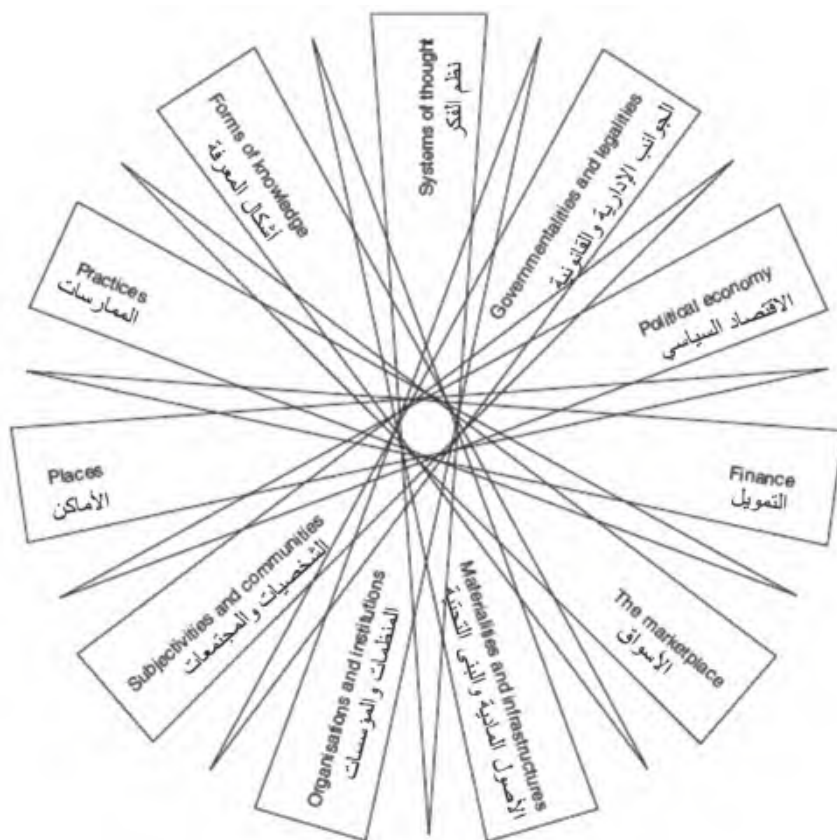 Systems of thought
نظم الفكر
Governmentalities and legalities
الجوانب الإدارية والقانونية
Political economy
الاقتصاد السياسي
Finance
التمويل
The marketplace
الأسواق
Materialities and infrastructures
الأصول المادية والبنى التحتية
Organisations and institutions
المنظمات والمؤسسات
Subjectivities and communities
الشخصيات والمجتمعات
Places
الأماكن
Practices
الممارسات
Forms of knowledge
أشكال المعرفة